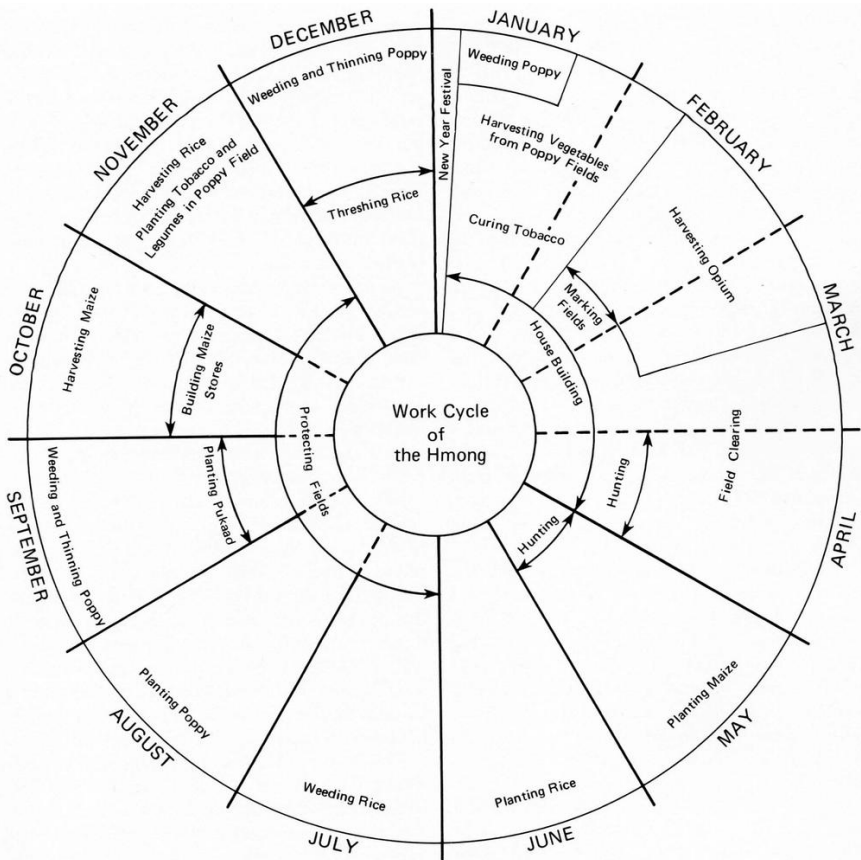 Work Cycle
of
the Hmong
JANUARY
New Year Festival
Weeding Poppy
Harvesting Vegetables
from Poppy Fields
Curing Tobacco
House Building
FEBRUARY
Marking
Fields
Harvesting Opium
MARCH
APRIL
Field Clearing
Hunting
MAY
Planting Maize
Hunting
JUNE
Planting Rice
JULY
Weeding Rice
AUGUST
Planting Poppy
Protecting Fields
SEPTEMBER
Weeding and Thinning Poppy
Planting Pukaad
OCTOBER
Harvesting Maize
Building Maize
Stores
NOVEMBER
Harvesting Rice
Planting Tobacco and
Legumes in Poppy Field
DECEMBER
Weeding and Thinning Poppy
Threshing Rice